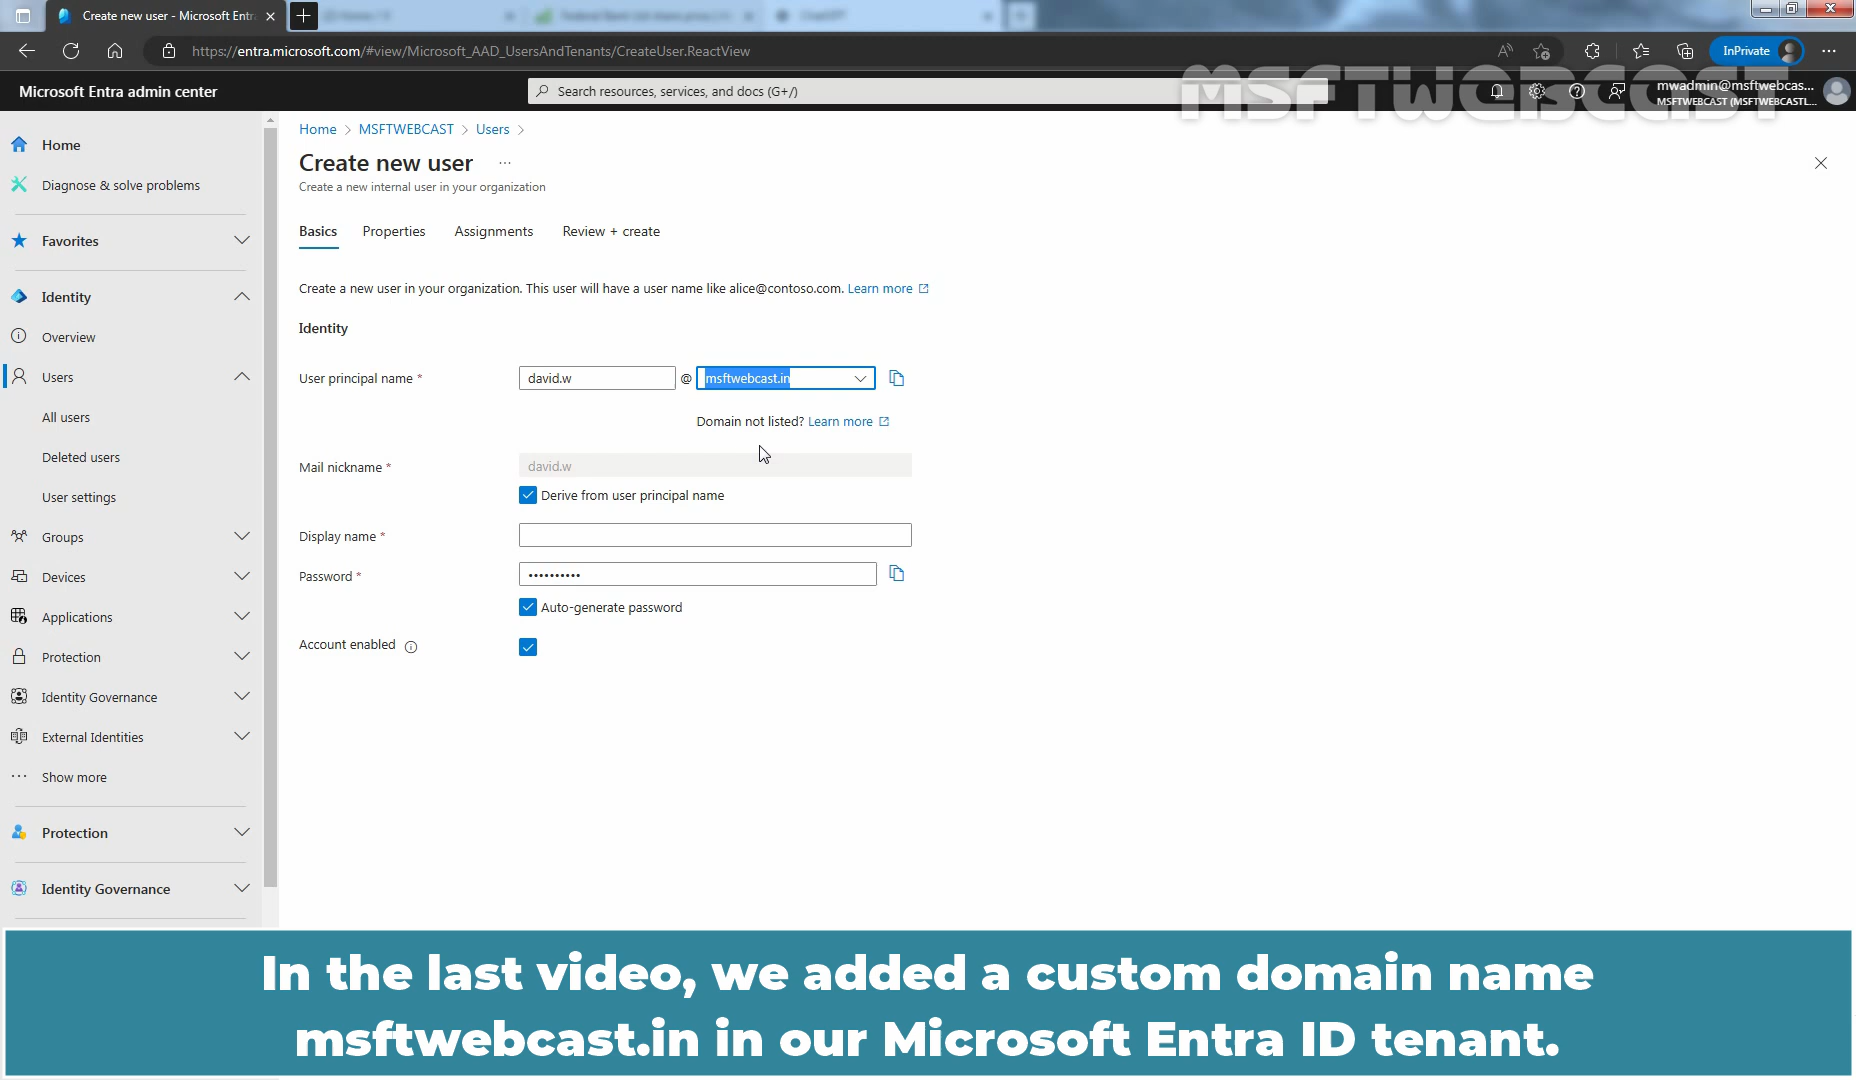 Create new user - Microsoft Entra
https://entra.microsoft.com/#view/Microsoft_AAD_UsersAndTenants/CreateUser.ReactView
InPrivate
Microsoft Entra admin center
Search resources, services, and docs (G+/)
MSFTWEBCAST
mwadmin@msftwebcas...
MSFTWEBCAST (MSFTWEBCASTL...
Home
Diagnose & solve problems
Favorites
Identity
Overview
Users
All users
Deleted users
User settings
Groups
Devices
Applications
Protection
Identity Governance
External Identities
Show more
Protection
Identity Governance
Home > MSFTWEBCAST > Users >
Create new user ...
Create a new internal user in your organization
Basics Properties Assignments Review + create
Create a new user in your organization. This user will have a user name like alice@contoso.com. Learn more
Identity
User principal name * david.w @ msftwebcast.in
Domain not listed? Learn more
Mail nickname * david.w
Derive from user principal name
Display name *
Password * ••••••••••
Auto-generate password
Account enabled
In the last video, we added a custom domain name
msftwebcast.in in our Microsoft Entra ID tenant.